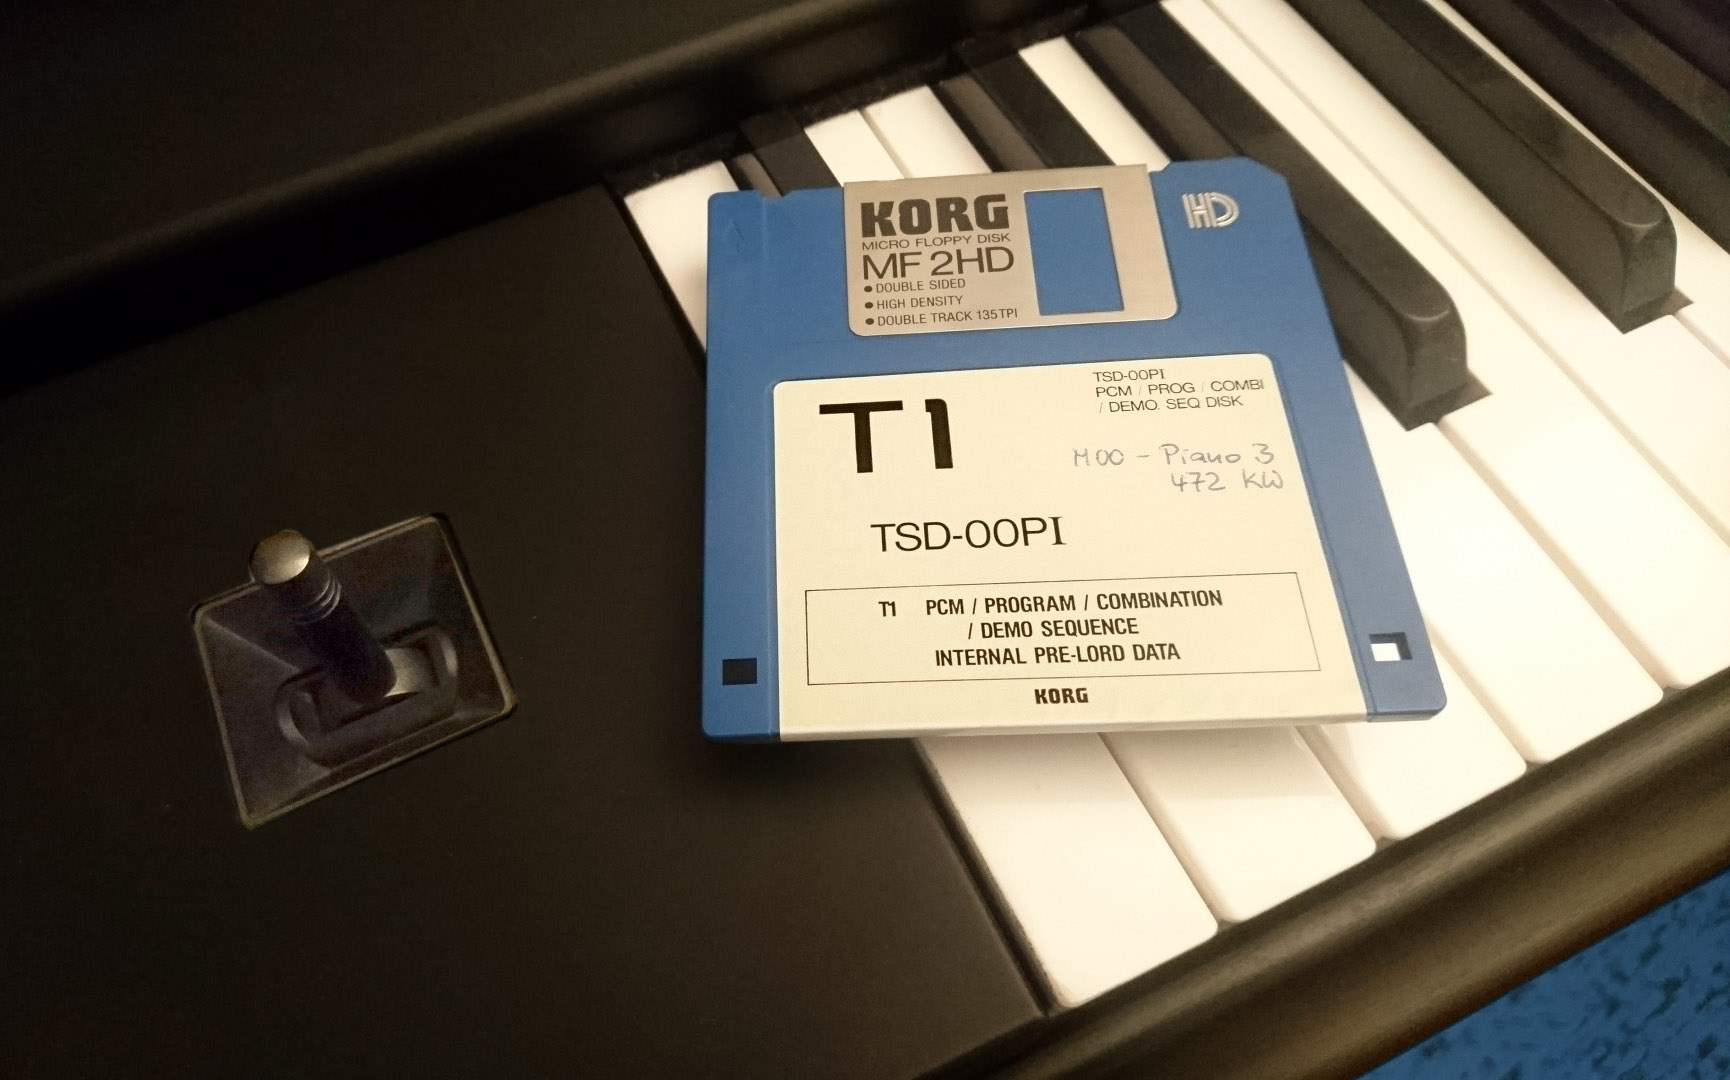 KORG
MICRO FLOPPY DISK
MF 2HD
● DOUBLE SIDED
● HIGH DENSITY
● DOUBLE TRACK 135TPI
HD
T1
TSD-00PI
PCM / PROG / COMBI
/ DEMO. SEQ DISK
M00 - Piano 3
472 KW
TSD-00PI
T1 PCM / PROGRAM / COMBINATION
/ DEMO SEQUENCE
INTERNAL PRE-LORD DATA
KORG